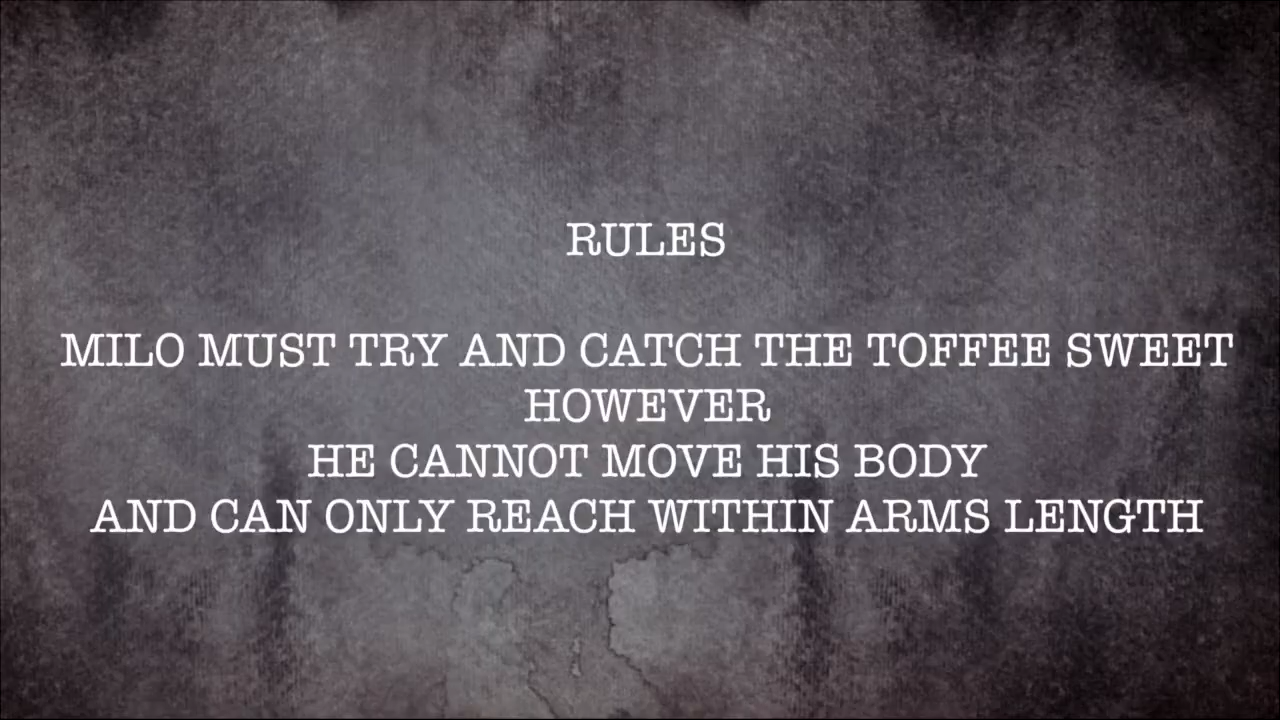 RULES
MILO MUST TRY AND CATCH THE TOFFEE SWEET
HOWEVER
HE CANNOT MOVE HIS BODY
AND CAN ONLY REACH WITHIN ARMS LENGTH